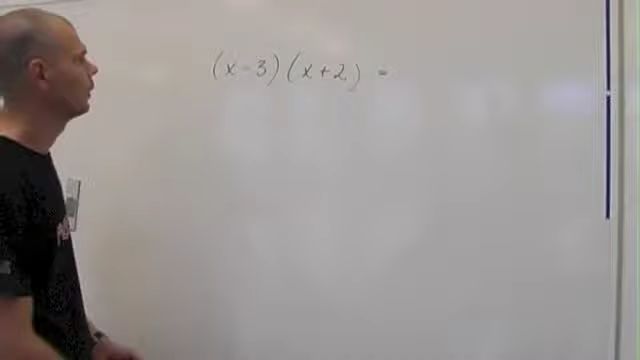 (x-3)(x+2) =